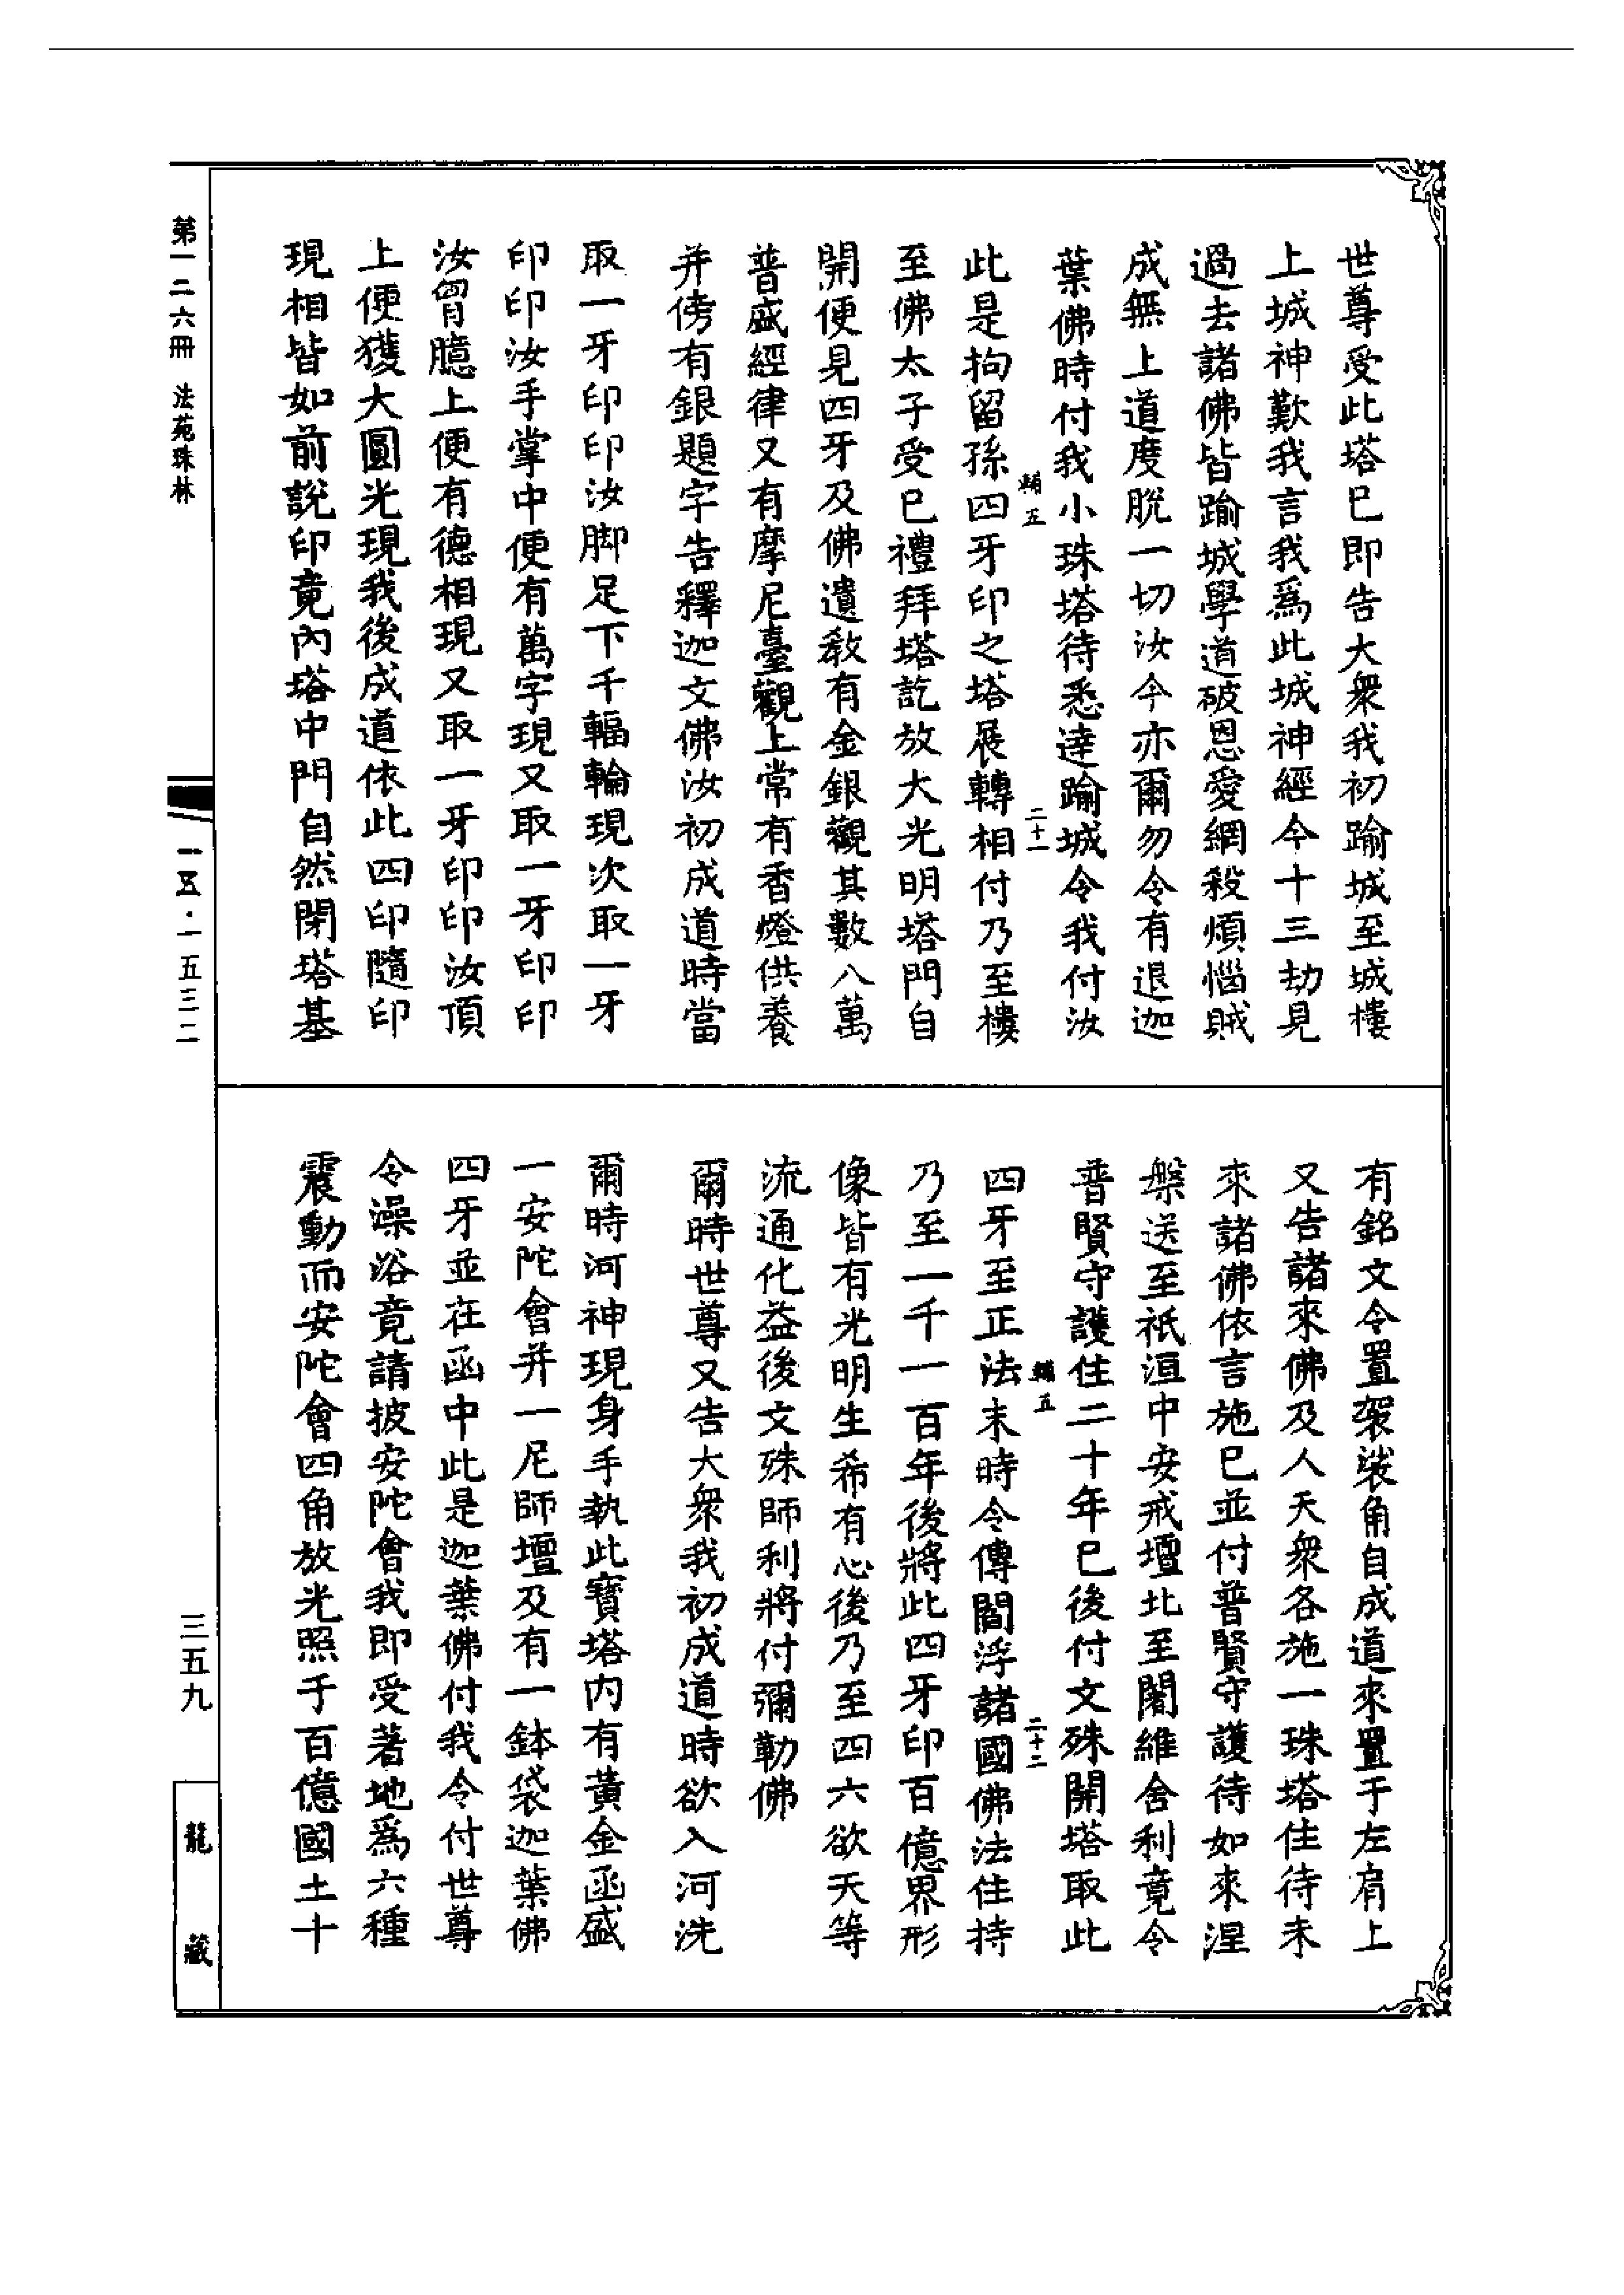 世尊受此塔已即告大衆我初踰城至城樓
上城神歎我言我爲此城神經今十三劫見
過去諸佛皆踰城學道破恩愛網殺煩惱賊
成無上道度脫一切汝今亦爾勿令有退迦
葉佛時付我小珠塔待悉達踰城令我付汝
輔五 二十一
此是拘留孫四牙印之塔展轉相付乃至樓
至佛太子受已禮拜塔訖放大光明塔門自
開便見四牙及佛遺教有金銀觀其數八萬
普盛經律又有摩尼臺觀上常有香燈供養
并傍有銀題字告釋迦文佛汝初成道時當
取一牙印印汝脚足下千輻輪現次取一牙
印印汝手掌中便有萬字現又取一牙印印
汝胷臆上便有德相現又取一牙印印汝頂
上便獲大圓光現我後成道依此四印隨印
現相皆如前說印竟內塔中門自然閉塔基
有銘文令置袈裟角自成道來置于左肩上
又告諸來佛及人天衆各施一珠塔住待未
來諸佛依言施已並付普賢守護待如來涅
槃送至祇洹中安戒壇北至闍維舍利竟令
普賢守護住二十年已後付文殊開塔取此
輔五 二十二
四牙至正法末時令傳閻浮諸國佛法住持
乃至一千一百年後將此四牙印百億界形
像皆有光明生希有心後乃至四六欲天等
流通化益後文殊師利將付彌勒佛
爾時世尊又告大衆我初成道時欲入河洗
爾時河神現身手執此寶塔內有黃金函盛
一安陀會并一尼師壇及有一鉢袋迦葉佛
四牙並在函中此是迦葉佛付我令付世尊
令澡浴竟請披安陀會我即受著地爲六種
震動而安陀會四角放光照于百億國土十
第一二六冊 法苑珠林
一五·一五三二
三五九
龍藏